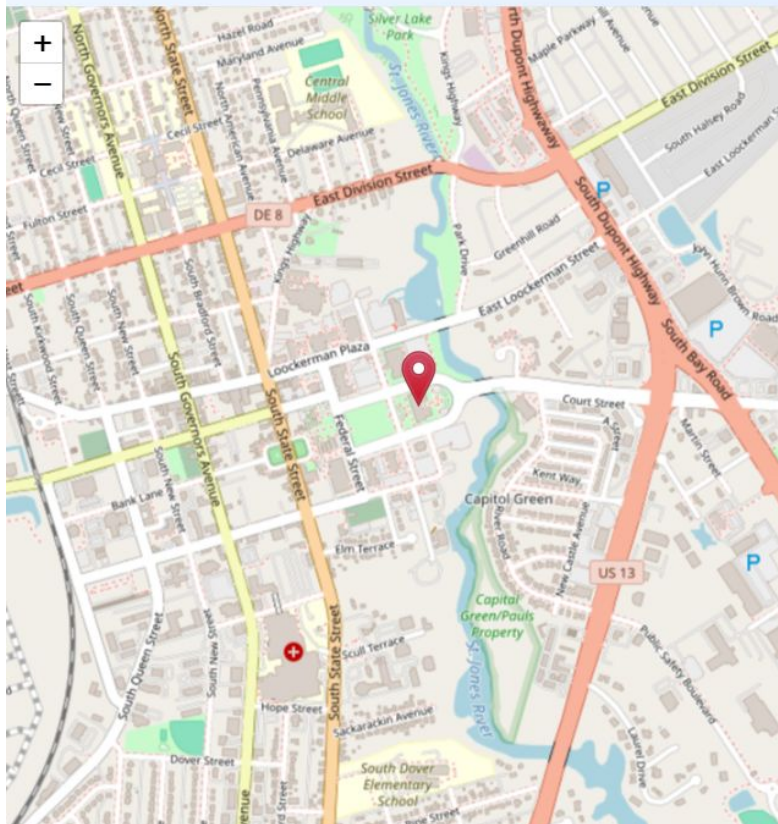 +
−
Silver Lake
Park
Hazel Road
Maryland Avenue
North Governors Avenue
North State Street
Central
Middle
School
Pennsylvania Avenue
North American Avenue
Cecil Street
Cecil Street
Delaware Avenue
North Queen Street
Fulton Street
St. Jones River
Kings Highway
North Dupont Highway
Maple Parkway
East Division Street
South Halsey Road
East Loockerman
P
East Division Street
DE 8
Kings Highway
Park Drive
Greenhill Road
South Dupont Highway
John Hunn Brown Road
East Loockerman Street
South Kirkwood Street
South Queen Street
South New Street
South Bradford Street
Loockerman Plaza
P
South Bay Road
South Governors Avenue
South State Street
Federal Street
Court Street
A Street
Martin Street
Kent Way
Capitol Green
South New Street
Bank Lane
River Road
New Castle Avenue
Elm Terrace
US 13
P
Capital
Green/Pauls
Property
South Queen Street
South New Street
South State Street
Scull Terrace
St. Jones River
Public Safety Boulevard
Hope Street
Sackarackin Avenue
Laurel Drive
Dover Street
South Dover
Elementary
School